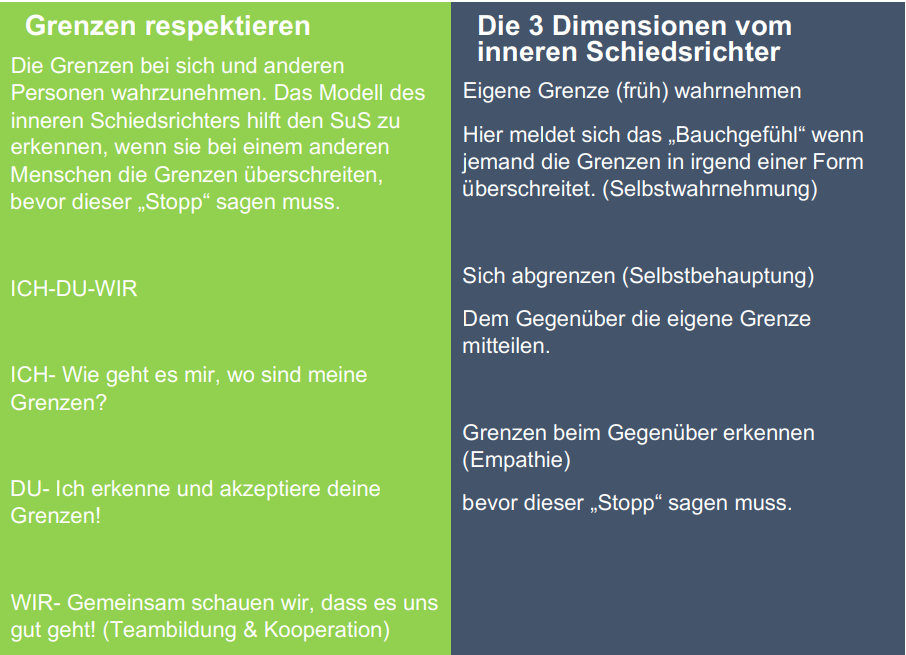 Grenzen respektieren
Die Grenzen bei sich und anderen
Personen wahrzunehmen. Das Modell des
inneren Schiedsrichters hilft den SuS zu
erkennen, wenn sie bei einem anderen
Menschen die Grenzen überschreiten,
bevor dieser „Stopp“ sagen muss.
ICH-DU-WIR
ICH- Wie geht es mir, wo sind meine
Grenzen?
DU- Ich erkenne und akzeptiere deine
Grenzen!
WIR- Gemeinsam schauen wir, dass es uns
gut geht! (Teambildung & Kooperation)
Die 3 Dimensionen vom
inneren Schiedsrichter
Eigene Grenze (früh) wahrnehmen
Hier meldet sich das „Bauchgefühl“ wenn
jemand die Grenzen in irgend einer Form
überschreitet. (Selbstwahrnehmung)
Sich abgrenzen (Selbstbehauptung)
Dem Gegenüber die eigene Grenze
mitteilen.
Grenzen beim Gegenüber erkennen
(Empathie)
bevor dieser „Stopp“ sagen muss.